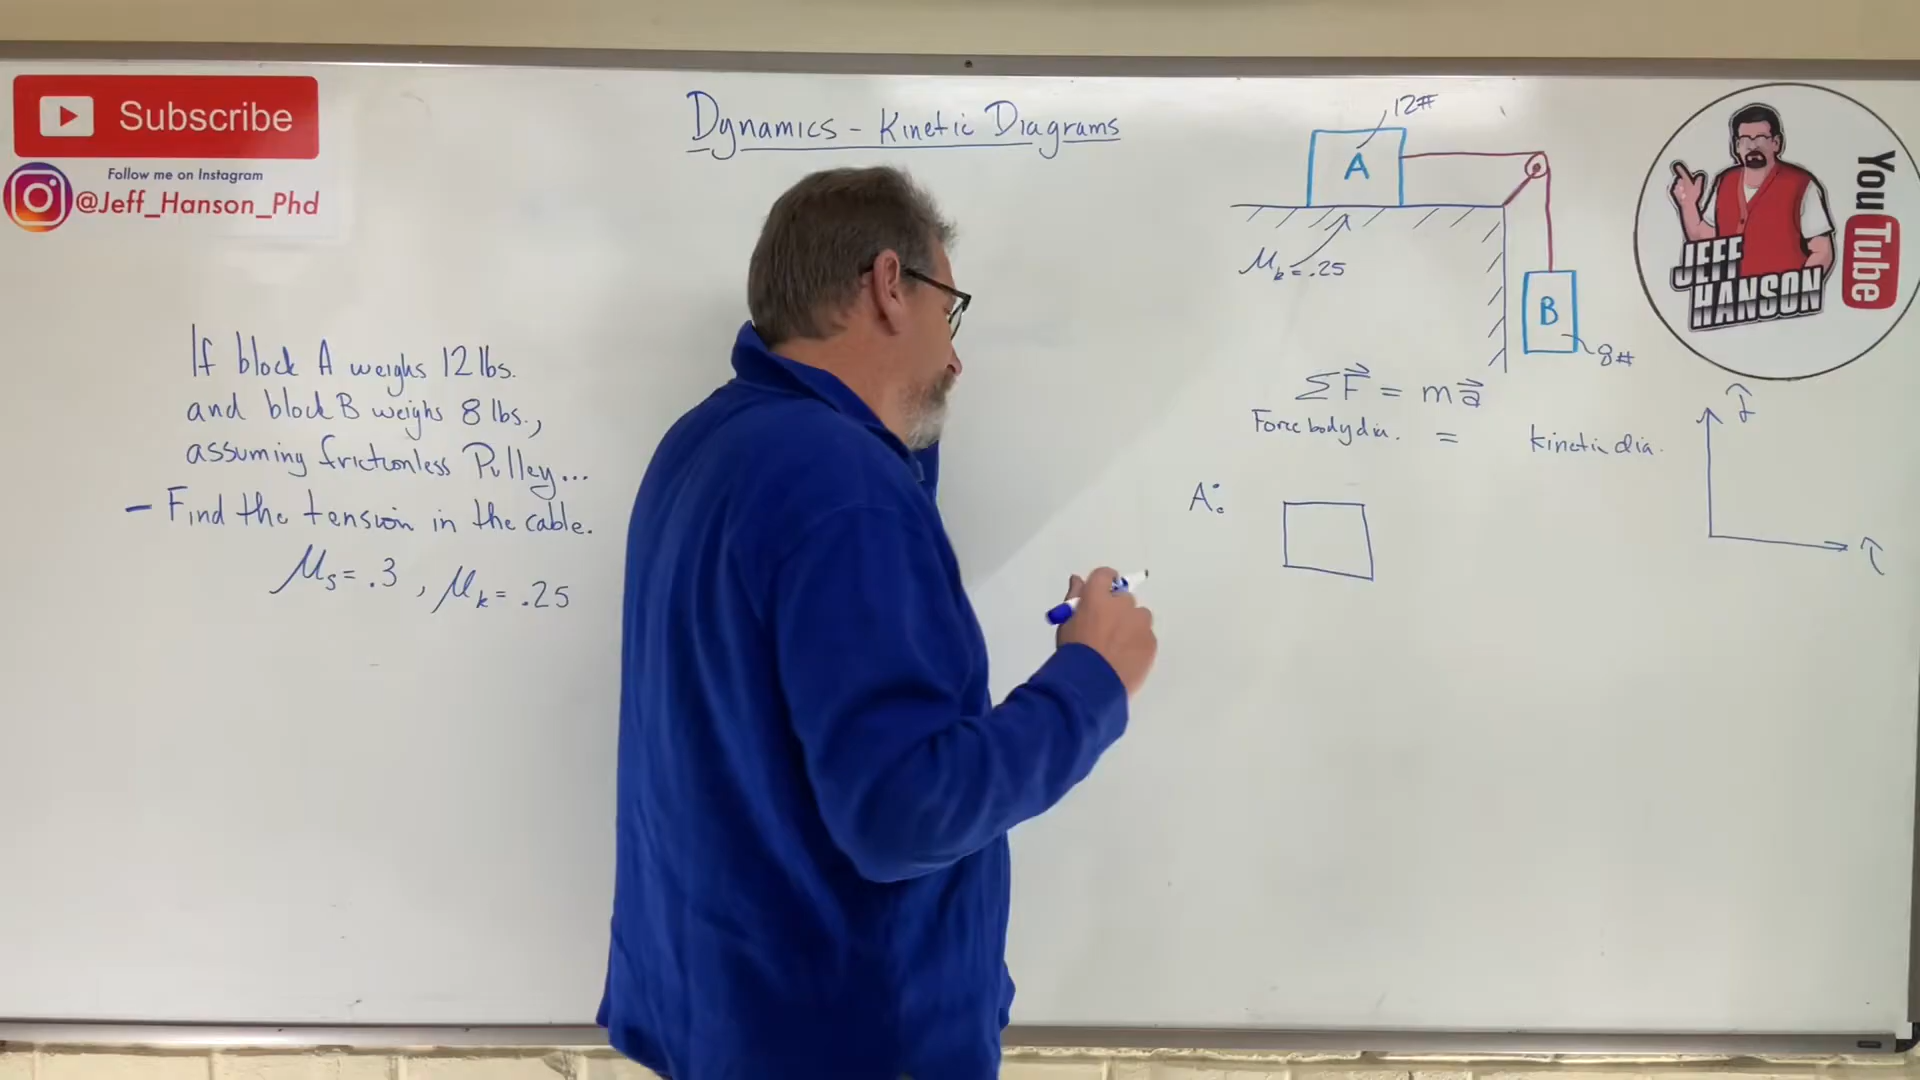 Subscribe
Follow me on Instagram
@Jeff_Hanson_Phd
Dynamics - Kinetic Diagrams
If block A weighs 12 lbs.
and block B weighs 8 lbs.,
assuming frictionless Pulley...
- Find the tension in the cable.
μs = .3 , μk = .25
12#
A
μk = .25
B
8#
ΣF⃗ = ma⃗
Force body dia. = kinetic dia.
A:
ĵ
î
JEFF
HANSON
YouTube